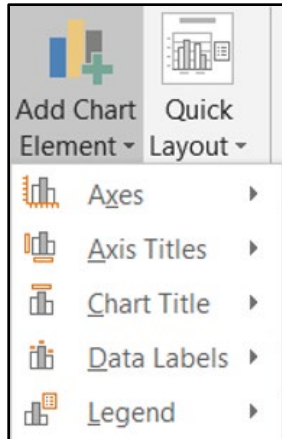 Add Chart Quick
Element Layout
Axes
Axis Titles
Chart Title
Data Labels
Legend